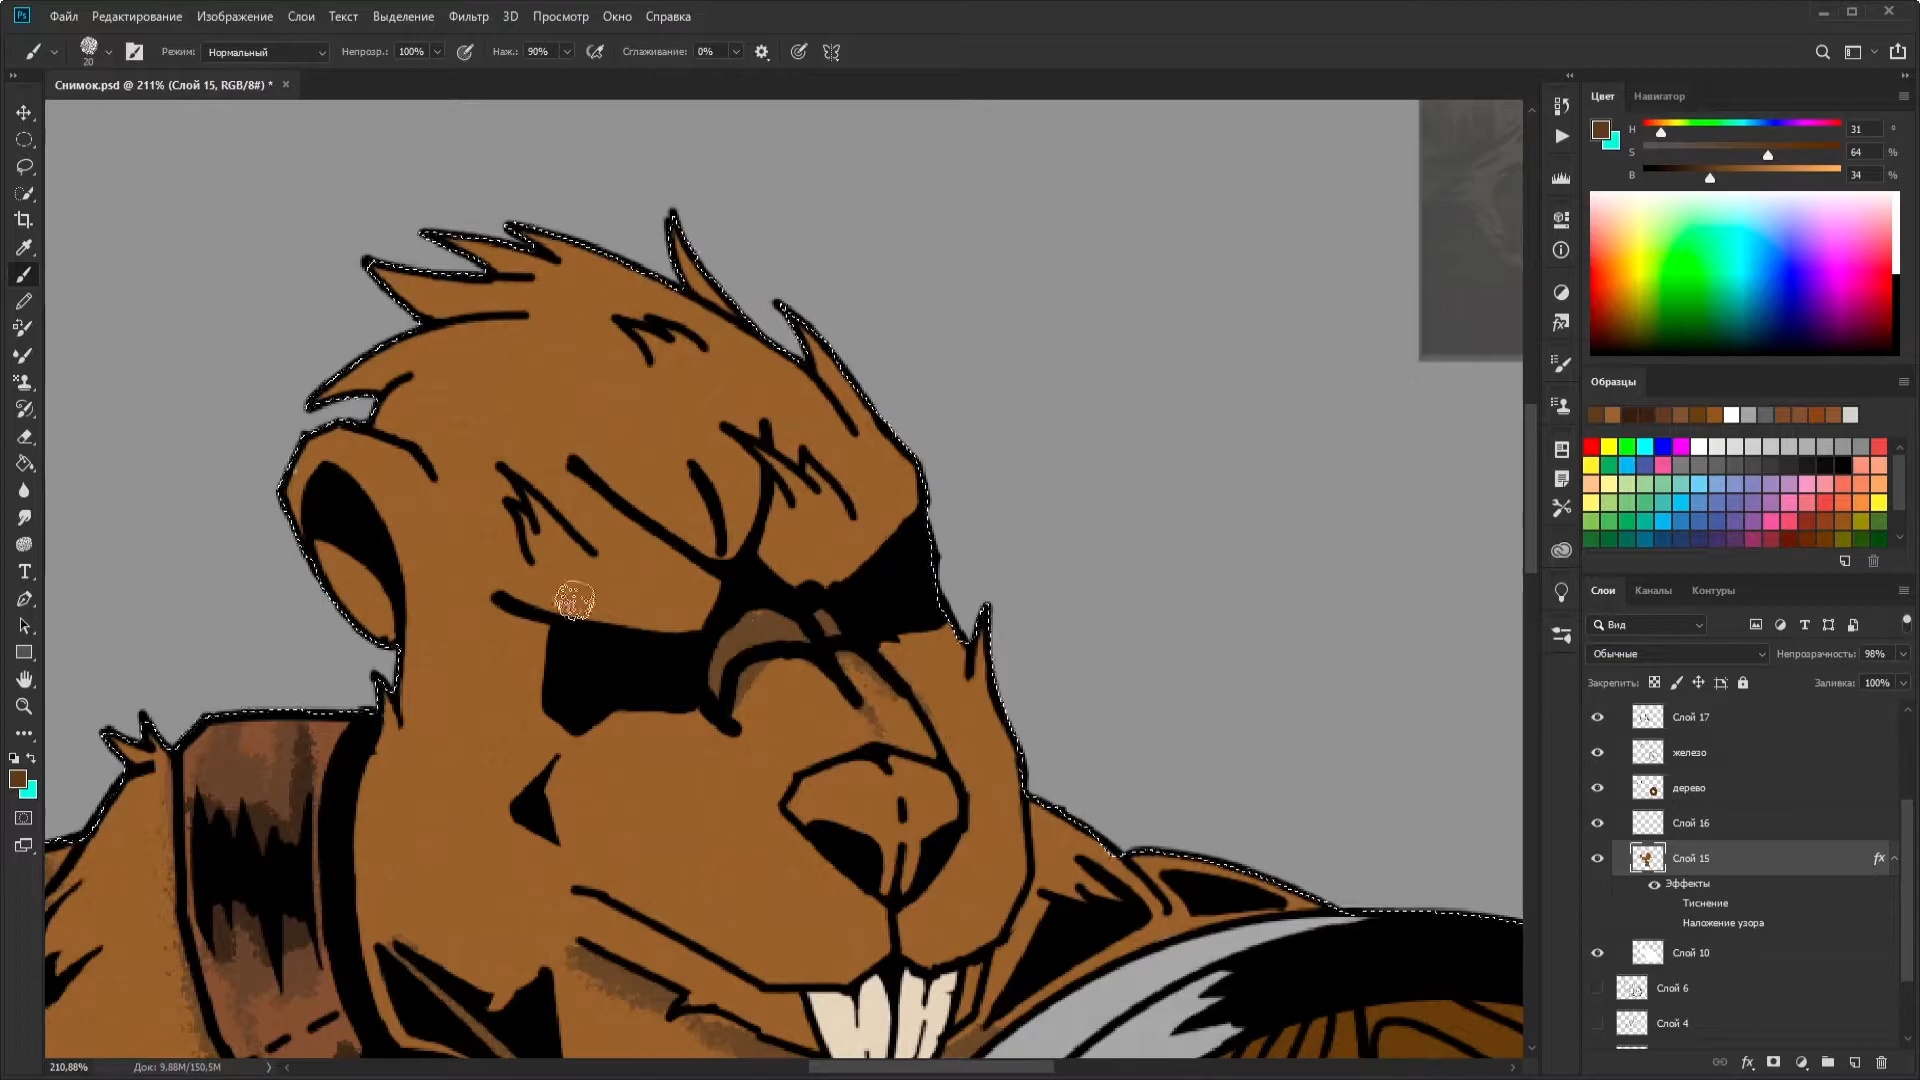 Ps Файл Редактирование Изображение Слои Текст Выделение Фильтр 3D Просмотр Окно Справка
20 Режим: Нормальный Непрозр.: 100% Наж.: 90% Сглаживание: 0%
Снимок.psd @ 211% (Слой 15, RGB/8#) * ×
Цвет Навигатор
H 31 °
S 64 %
B 34 %
Образцы
Слои Каналы Контуры
Вид
Обычные Непрозрачность: 98%
Закрепить: Заливка: 100%
Слой 17
железо
дерево
Слой 16
Слой 15 fx
Эффекты
Тиснение
Наложение узора
Слой 10
Слой 6
Слой 4
210,88% Док: 9,88M/150,5M